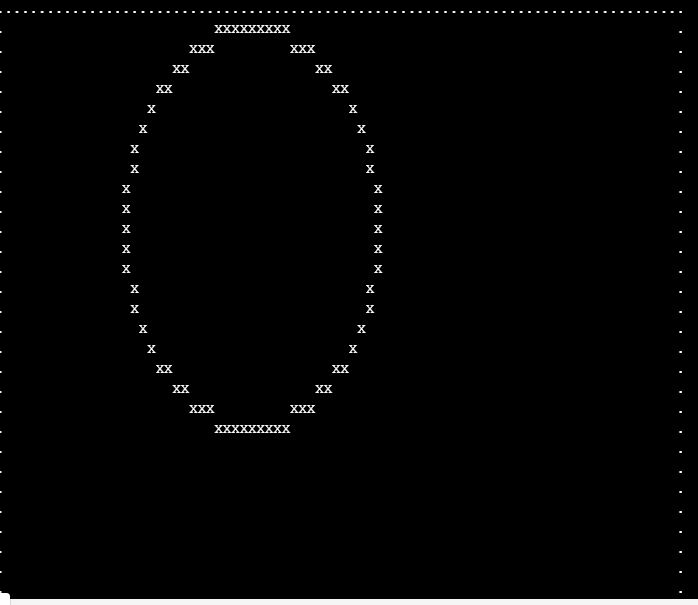 ..................................................................................
.                         xxxxxxxxx                                              .
.                      xxx         xxx                                           .
.                    xx               xx                                         .
.                  xx                   xx                                       .
.                 x                       x                                      .
.                x                         x                                     .
.               x                           x                                    .
.               x                           x                                    .
.              x                             x                                   .
.              x                             x                                   .
.              x                             x                                   .
.              x                             x                                   .
.              x                             x                                   .
.               x                           x                                    .
.               x                           x                                    .
.                x                         x                                     .
.                 x                       x                                      .
.                  xx                   xx                                       .
.                    xx               xx                                         .
.                      xxx         xxx                                           .
.                         xxxxxxxxx                                              .
.                                                                                .
.                                                                                .
.                                                                                .
.                                                                                .
.                                                                                .
.                                                                                .
.                                                                                .
.                                                                                .